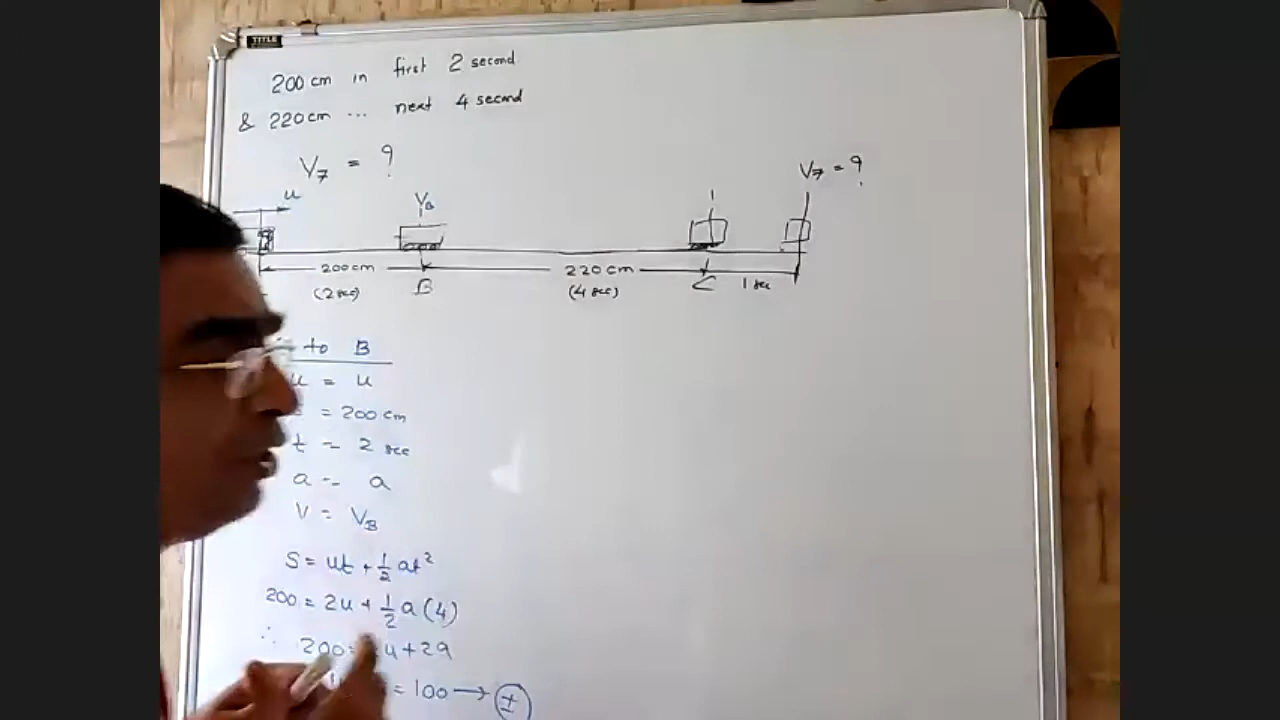 TITLE
200 cm in first 2 second
& 220 cm ... next 4 second
V7 = ?
V7 = ?
u
VB
200 cm
220 cm
(2 sec)
B
(4 sec)
C
1 sec
to B
u = u
= 200 cm
t = 2 sec
a = a
V = VB
S = ut + 1/2 at²
200 = 2u + 1/2 a (4)
∴ 200 = u + 2a
= 100 → I